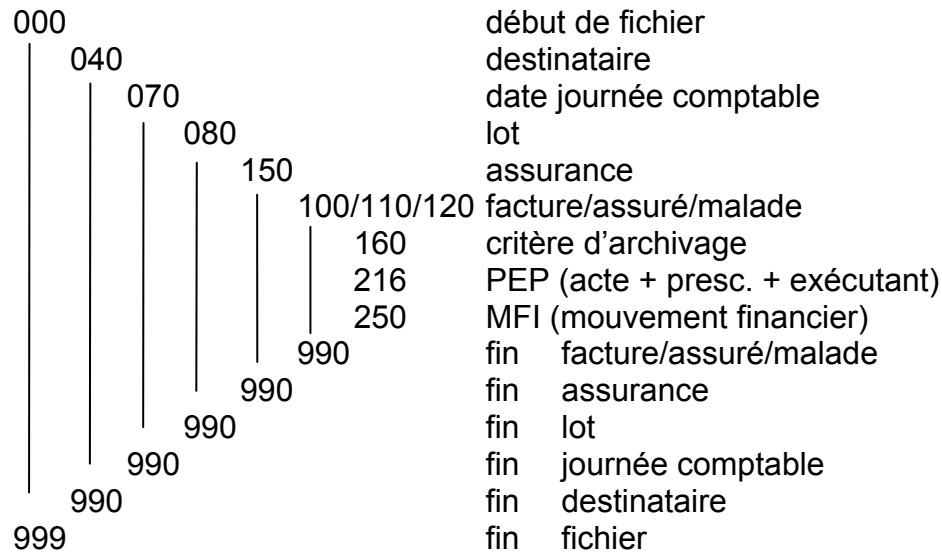 000 début de fichier
040 destinataire
070 date journée comptable
080 lot
150 assurance
100/110/120 facture/assuré/malade
160 critère d’archivage
216 PEP (acte + presc. + exécutant)
250 MFI (mouvement financier)
990 fin facture/assuré/malade
990 fin assurance
990 fin lot
990 fin journée comptable
990 fin destinataire
999 fin fichier